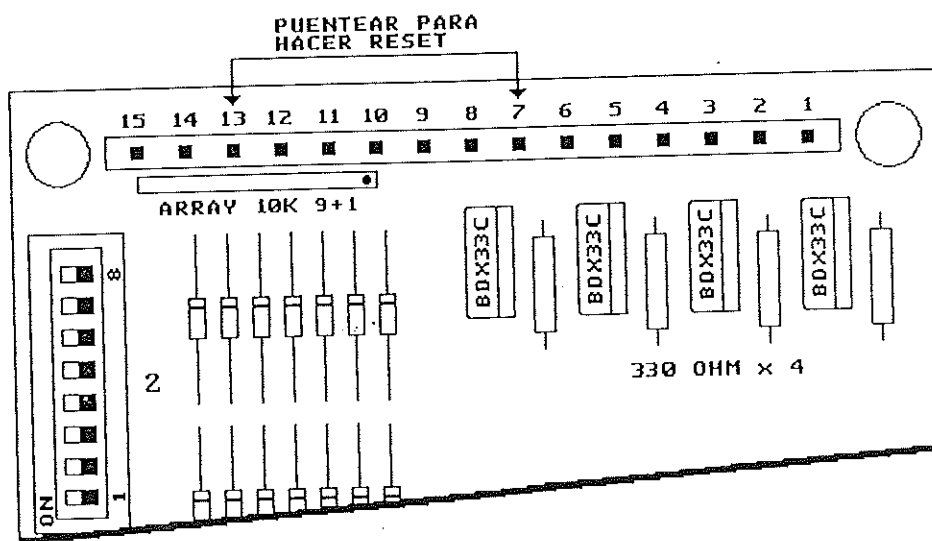 PUENTEAR PARA
HACER RESET
15 14 13 12 11 10 9 8 7 6 5 4 3 2 1
ARRAY 10K 9+1
BDX33C BDX33C BDX33C BDX33C
8
2
330 OHM x 4
ON 1